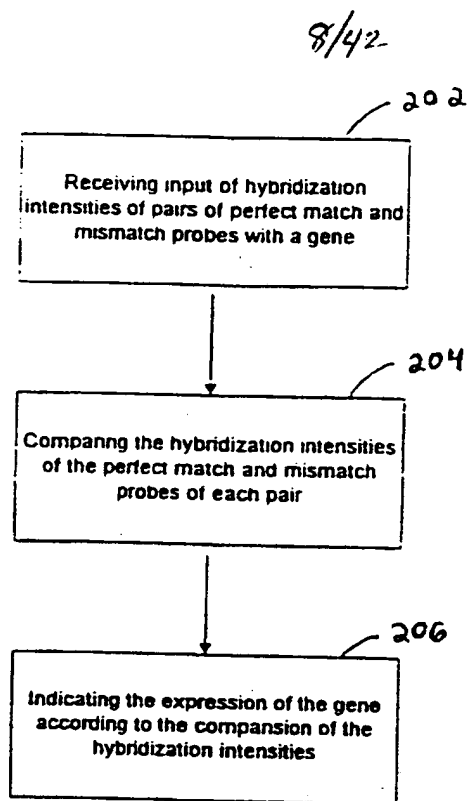 8/42
202
Receiving input of hybridization
intensities of pairs of perfect match and
mismatch probes with a gene
204
Comparing the hybridization intensities
of the perfect match and mismatch
probes of each pair
206
Indicating the expression of the gene
according to the comparison of the
hybridization intensities